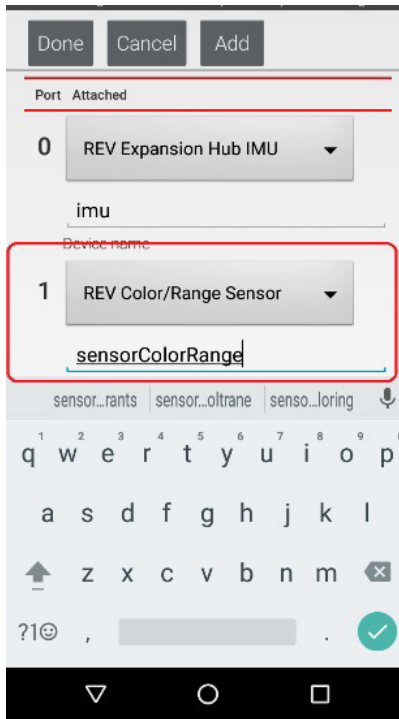 Done Cancel Add
Port Attached
0 REV Expansion Hub IMU
imu
Device name
1 REV Color/Range Sensor
sensorColorRange
sensor...rants sensor...oltrane senso...loring
1 2 3 4 5 6 7 8 9 0
q w e r t y u i o p
a s d f g h j k l
z x c v b n m
?1☺ , .